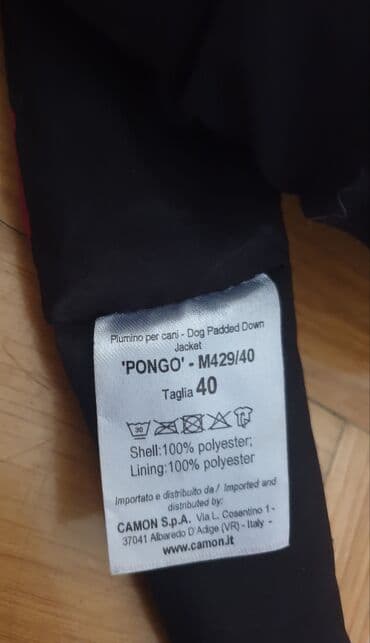 Piumino per cani - Dog Padded Down
Jacket
'PONGO' - M429/40
Taglia 40
30
Shell:100% polyester;
Lining:100% polyester
Importato e distribuito da / Imported and
distributed by:
CAMON S.p.A. Via L. Cosentino 1 -
37041 Albaredo D'Adige (VR) - Italy -
www.camon.it